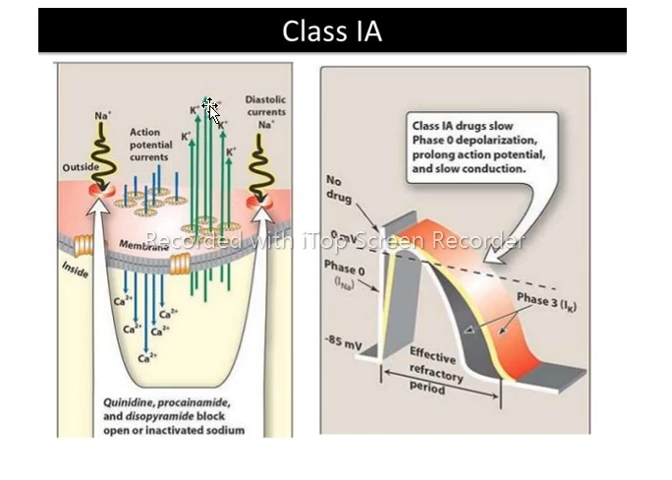 Class IA
Na⁺
Outside
Action
potential
currents
K⁺
K⁺
K⁺
K⁺
Diastolic
currents
Na⁺
Membrane
Inside
Ca²⁺
Ca²⁺
Ca²⁺
Ca²⁺
Ca²⁺
Quinidine, procainamide,
and disopyramide block
open or inactivated sodium
Class IA drugs slow
Phase 0 depolarization,
prolong action potential,
and slow conduction.
No
drug
0 mV
Phase 0
(INa)
Phase 3 (IK)
-85 mV
Effective
refractory
period
Recorded with iTop Screen Recorder